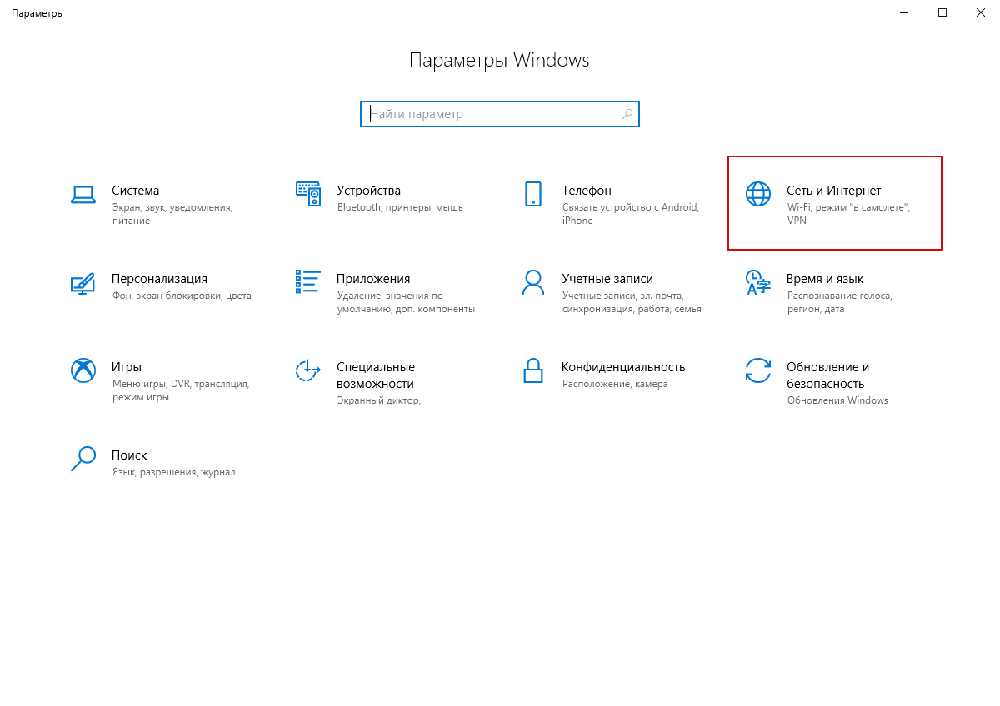 Параметры
Параметры Windows
Найти параметр
Система
Экран, звук, уведомления,
питание
Устройства
Bluetooth, принтеры, мышь
Телефон
Связать устройство с Android,
iPhone
Сеть и Интернет
Wi-Fi, режим "в самолете",
VPN
Персонализация
Фон, экран блокировки, цвета
Приложения
Удаление, значения по
умолчанию, доп. компоненты
Учетные записи
Учетные записи, эл. почта,
синхронизация, работа, семья
Время и язык
Распознавание голоса,
регион, дата
Игры
Меню игры, DVR, трансляция,
режим игры
Специальные
возможности
Экранный диктор,
Конфиденциальность
Расположение, камера
Обновление и
безопасность
Обновления Windows
Поиск
Язык, разрешения, журнал